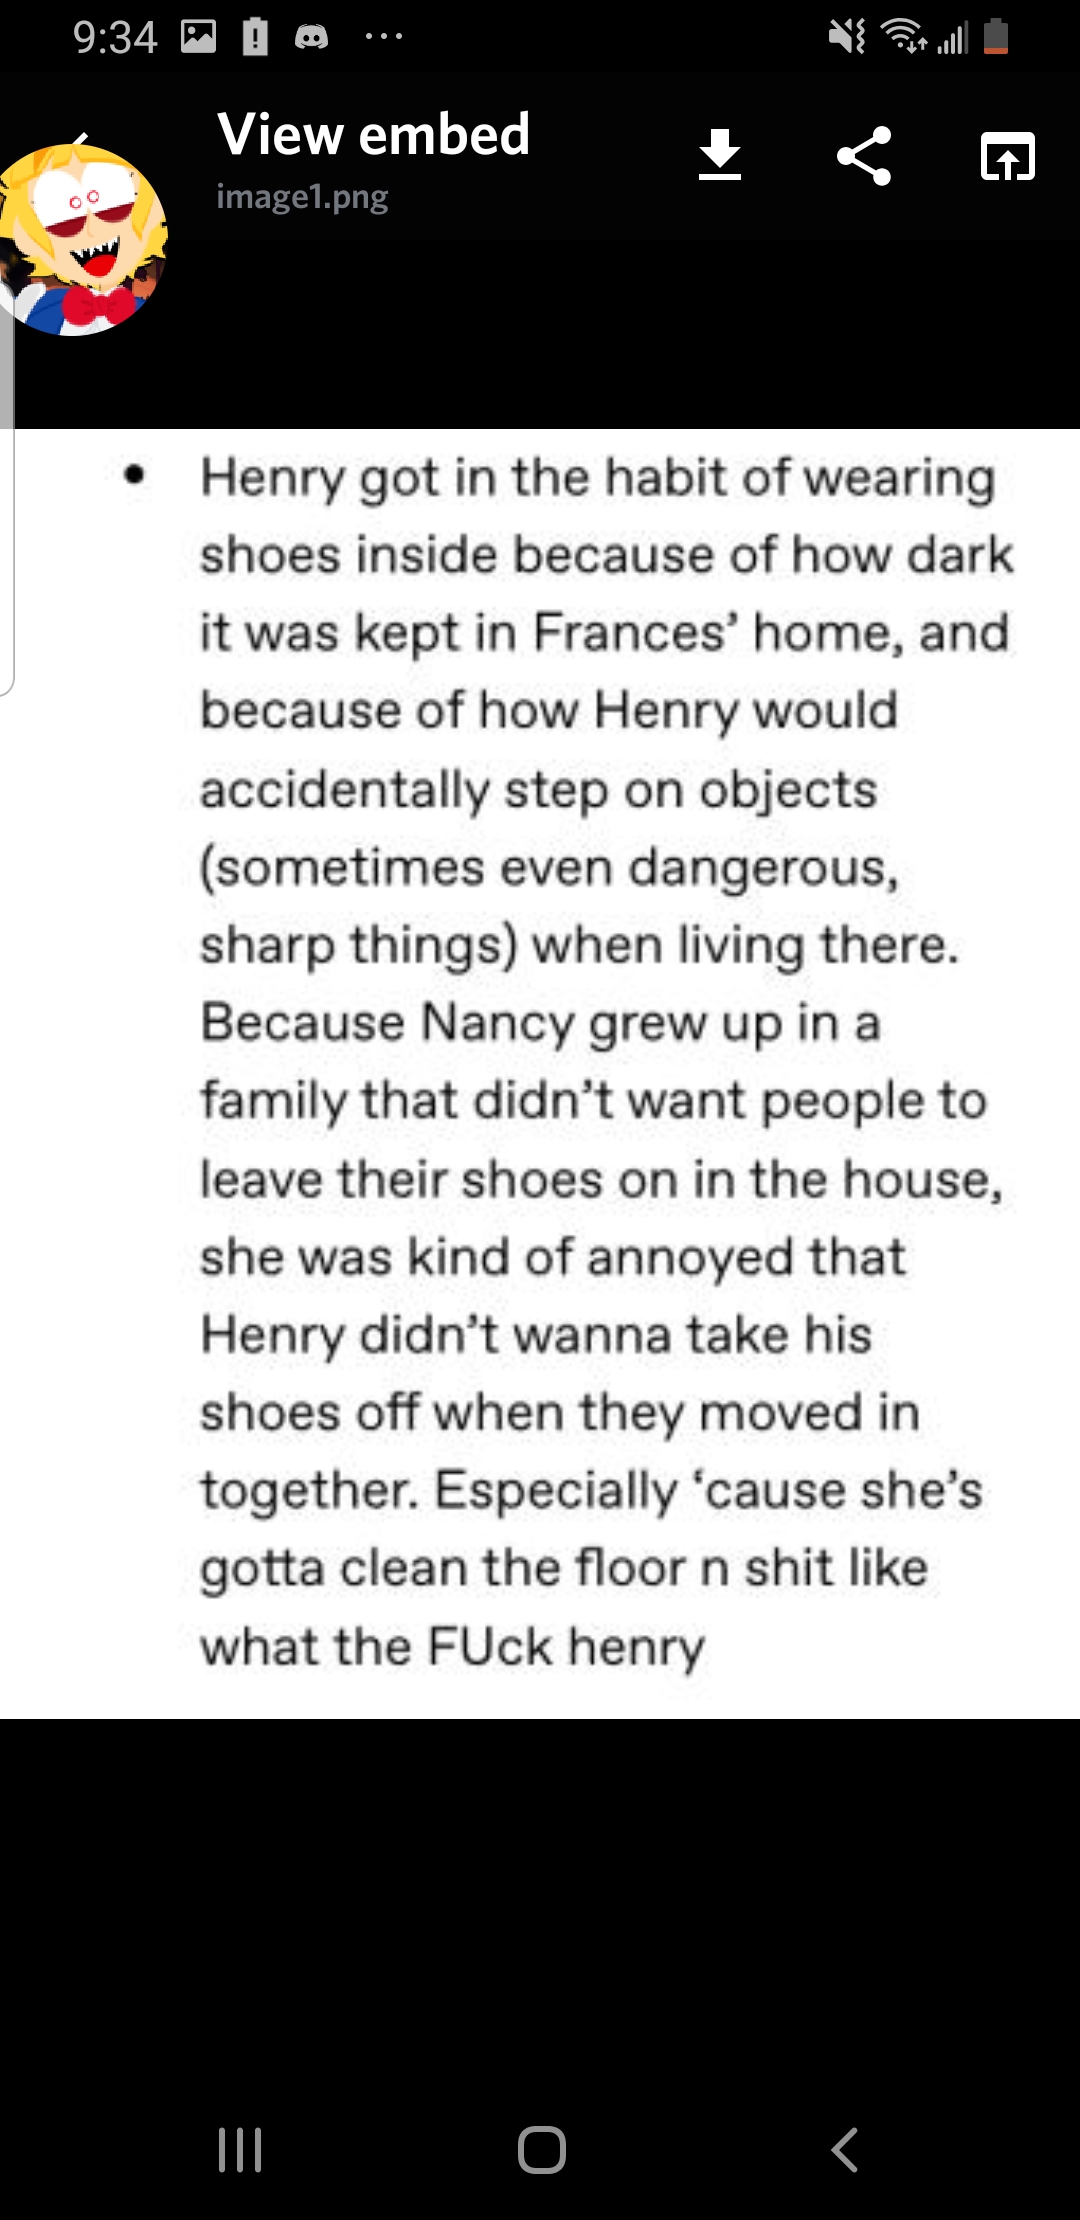 9:34
View embed
image1.png
• Henry got in the habit of wearing
shoes inside because of how dark
it was kept in Frances’ home, and
because of how Henry would
accidentally step on objects
(sometimes even dangerous,
sharp things) when living there.
Because Nancy grew up in a
family that didn’t want people to
leave their shoes on in the house,
she was kind of annoyed that
Henry didn’t wanna take his
shoes off when they moved in
together. Especially ‘cause she’s
gotta clean the floor n shit like
what the FUck henry